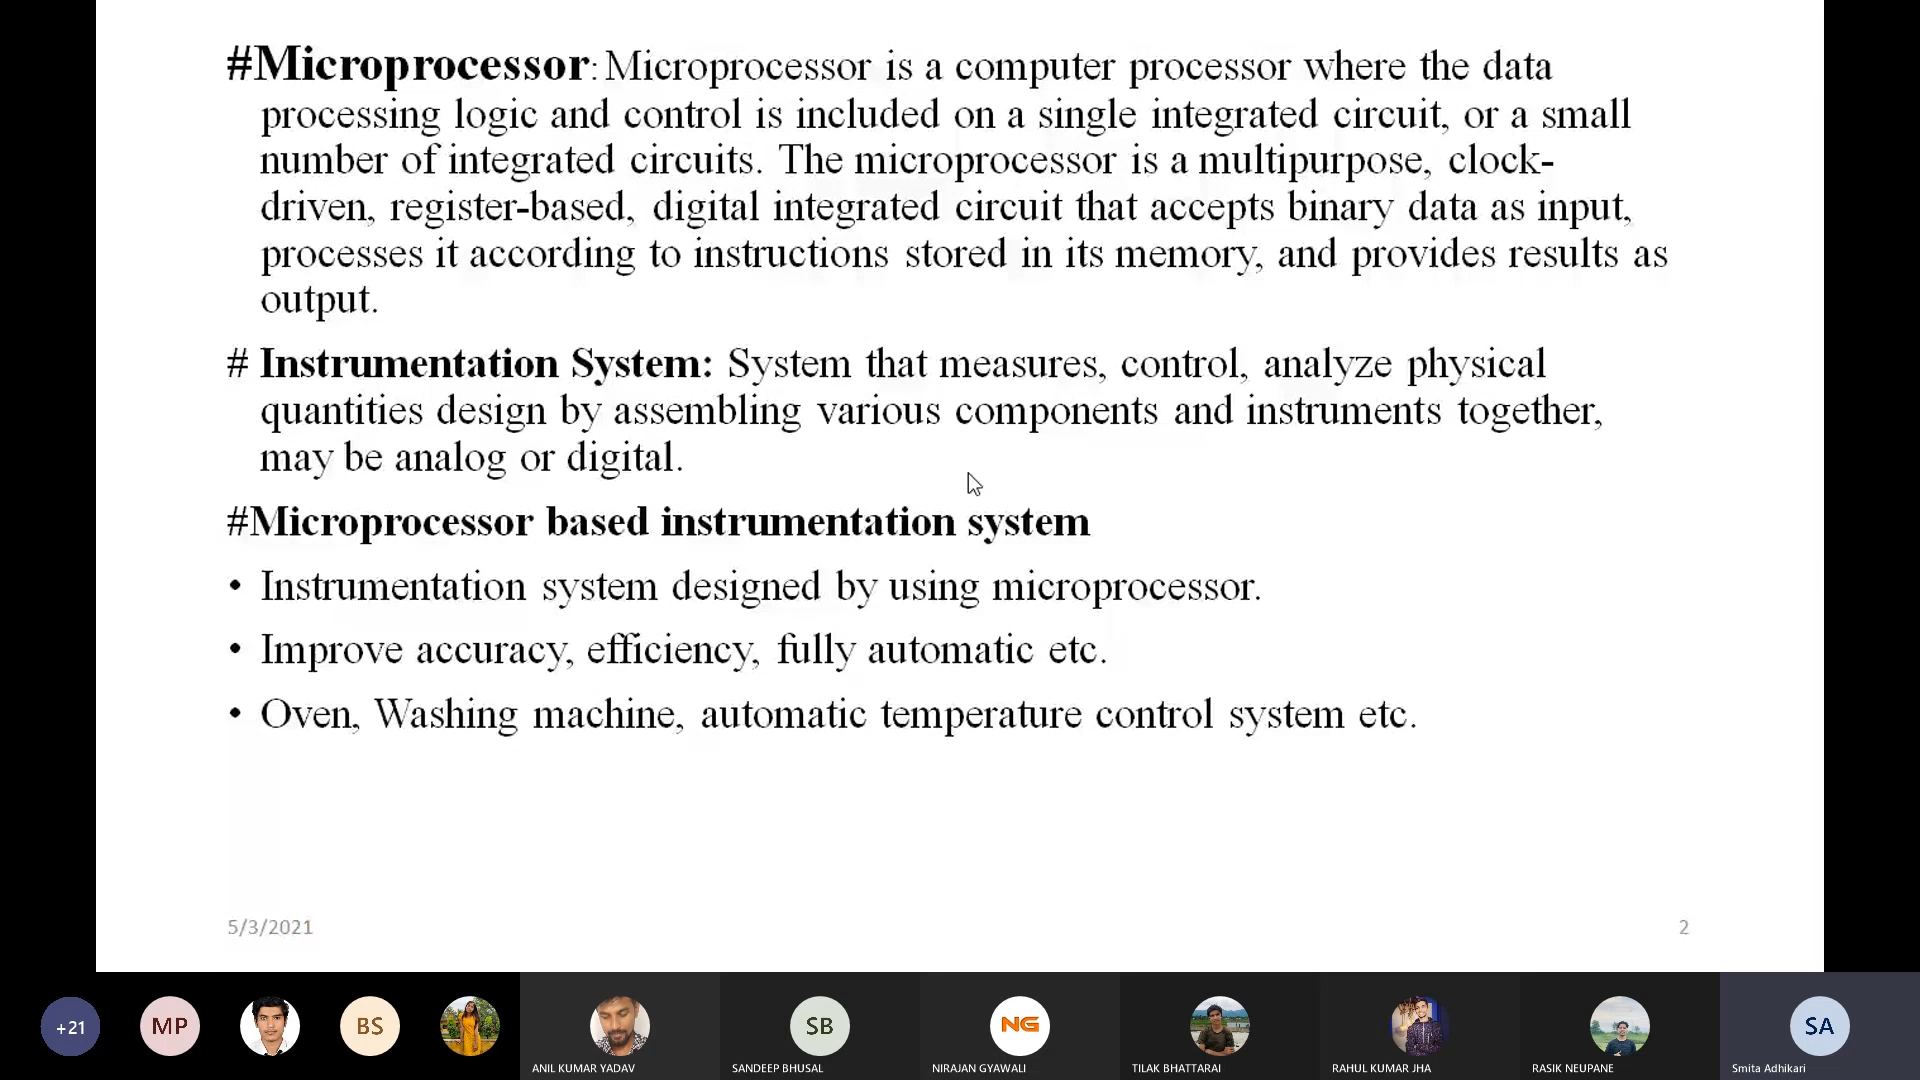 #Microprocessor: Microprocessor is a computer processor where the data
processing logic and control is included on a single integrated circuit, or a small
number of integrated circuits. The microprocessor is a multipurpose, clock-
driven, register-based, digital integrated circuit that accepts binary data as input,
processes it according to instructions stored in its memory, and provides results as
output.
# Instrumentation System: System that measures, control, analyze physical
quantities design by assembling various components and instruments together,
may be analog or digital.
#Microprocessor based instrumentation system
• Instrumentation system designed by using microprocessor.
• Improve accuracy, efficiency, fully automatic etc.
• Oven, Washing machine, automatic temperature control system etc.
5/3/2021 2
+21 MP BS SB NG SA
ANIL KUMAR YADAV SANDEEP BHUSAL NIRAJAN GYAWALI TILAK BHATTARAI RAHUL KUMAR JHA RASIK NEUPANE Smita Adhikari